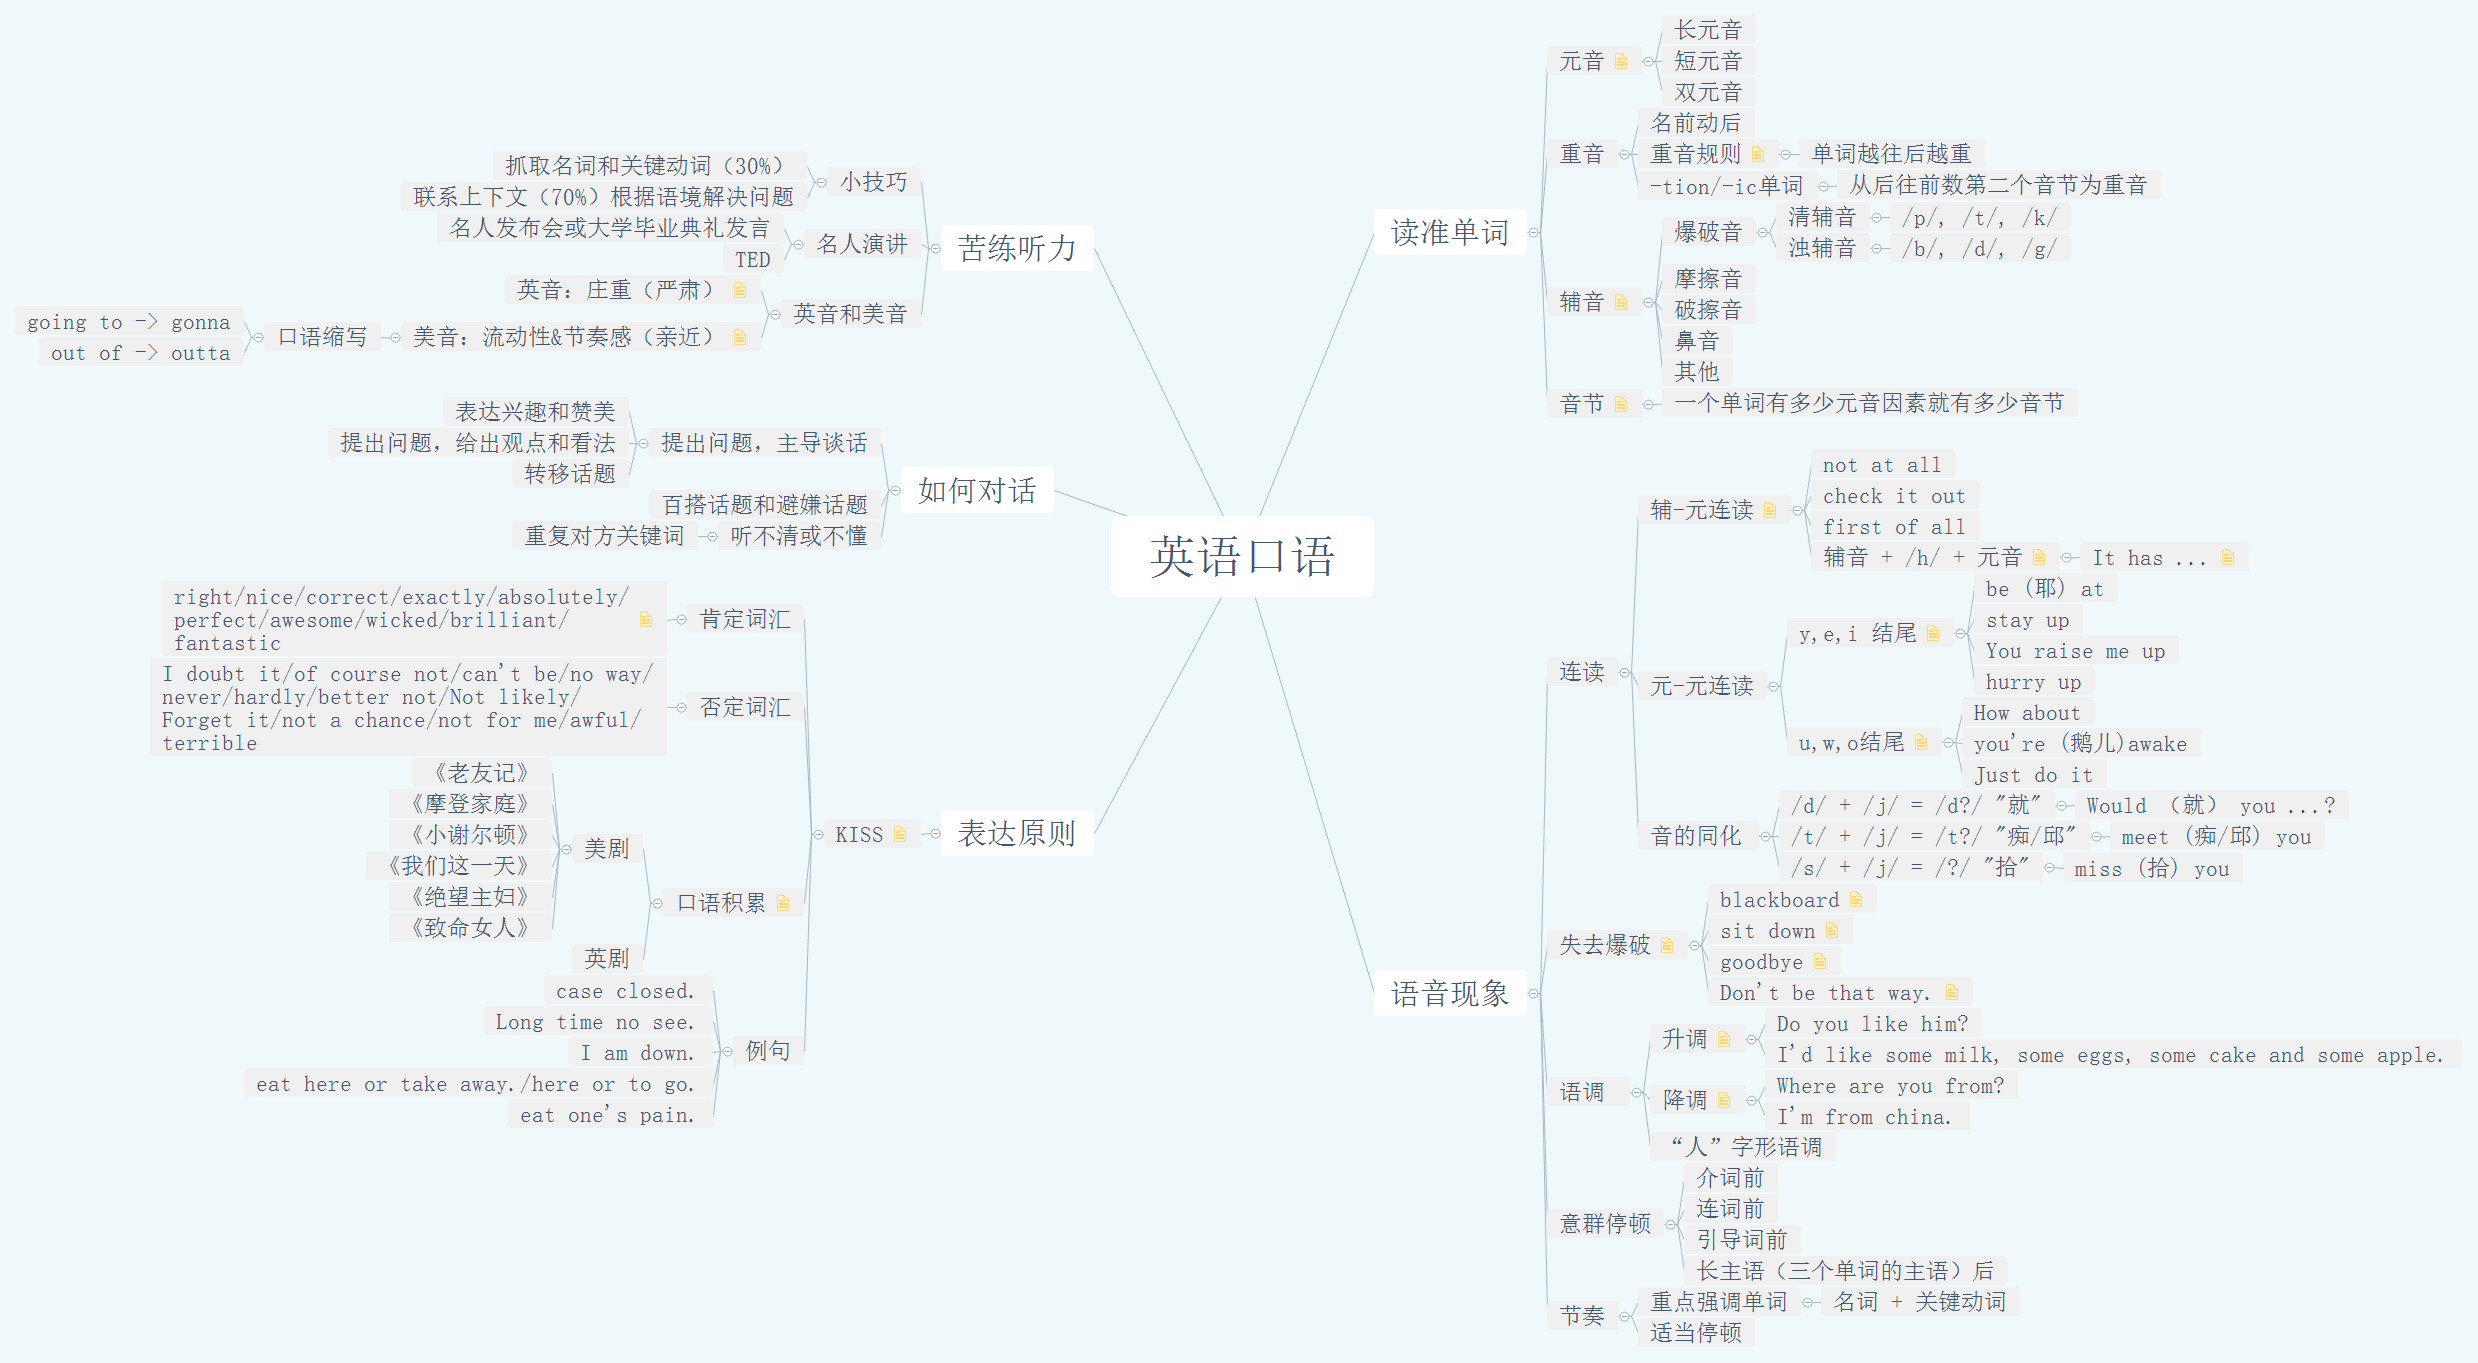 英语口语
读准单词
元音
长元音
短元音
双元音
重音
名前动后
重音规则
单词越往后越重
-tion/-ic单词
从后往前数第二个音节为重音
辅音
爆破音
清辅音
/p/, /t/, /k/
浊辅音
/b/, /d/, /g/
摩擦音
破擦音
鼻音
其他
音节
一个单词有多少元音因素就有多少音节
语音现象
连读
辅-元连读
not at all
check it out
first of all
辅音 + /h/ + 元音
It has ...
元-元连读
y,e,i 结尾
be (耶) at
stay up
You raise me up
hurry up
u,w,o结尾
How about
you're (鹅儿)awake
Just do it
音的同化
/d/ + /j/ = /d?/ "就"
Would （就） you ...?
/t/ + /j/ = /t?/ "痴/邱"
meet (痴/邱) you
/s/ + /j/ = /?/ "拾"
miss (拾) you
失去爆破
blackboard
sit down
goodbye
Don't be that way.
语调
升调
Do you like him?
I'd like some milk, some eggs, some cake and some apple.
降调
Where are you from?
I'm from china.
“人”字形语调
意群停顿
介词前
连词前
引导词前
长主语（三个单词的主语）后
节奏
重点强调单词
名词 + 关键动词
适当停顿
苦练听力
小技巧
抓取名词和关键动词（30%）
联系上下文（70%）根据语境解决问题
名人演讲
名人发布会或大学毕业典礼发言
TED
英音和美音
英音：庄重（严肃）
美音：流动性&节奏感（亲近）
口语缩写
going to -> gonna
out of -> outta
如何对话
提出问题，主导谈话
表达兴趣和赞美
提出问题，给出观点和看法
转移话题
百搭话题和避嫌话题
听不清或不懂
重复对方关键词
表达原则
KISS
肯定词汇
right/nice/correct/exactly/absolutely/
perfect/awesome/wicked/brilliant/
fantastic
否定词汇
I doubt it/of course not/can't be/no way/
never/hardly/better not/Not likely/
Forget it/not a chance/not for me/awful/
terrible
口语积累
美剧
《老友记》
《摩登家庭》
《小谢尔顿》
《我们这一天》
《绝望主妇》
《致命女人》
英剧
例句
case closed.
Long time no see.
I am down.
eat here or take away./here or to go.
eat one's pain.